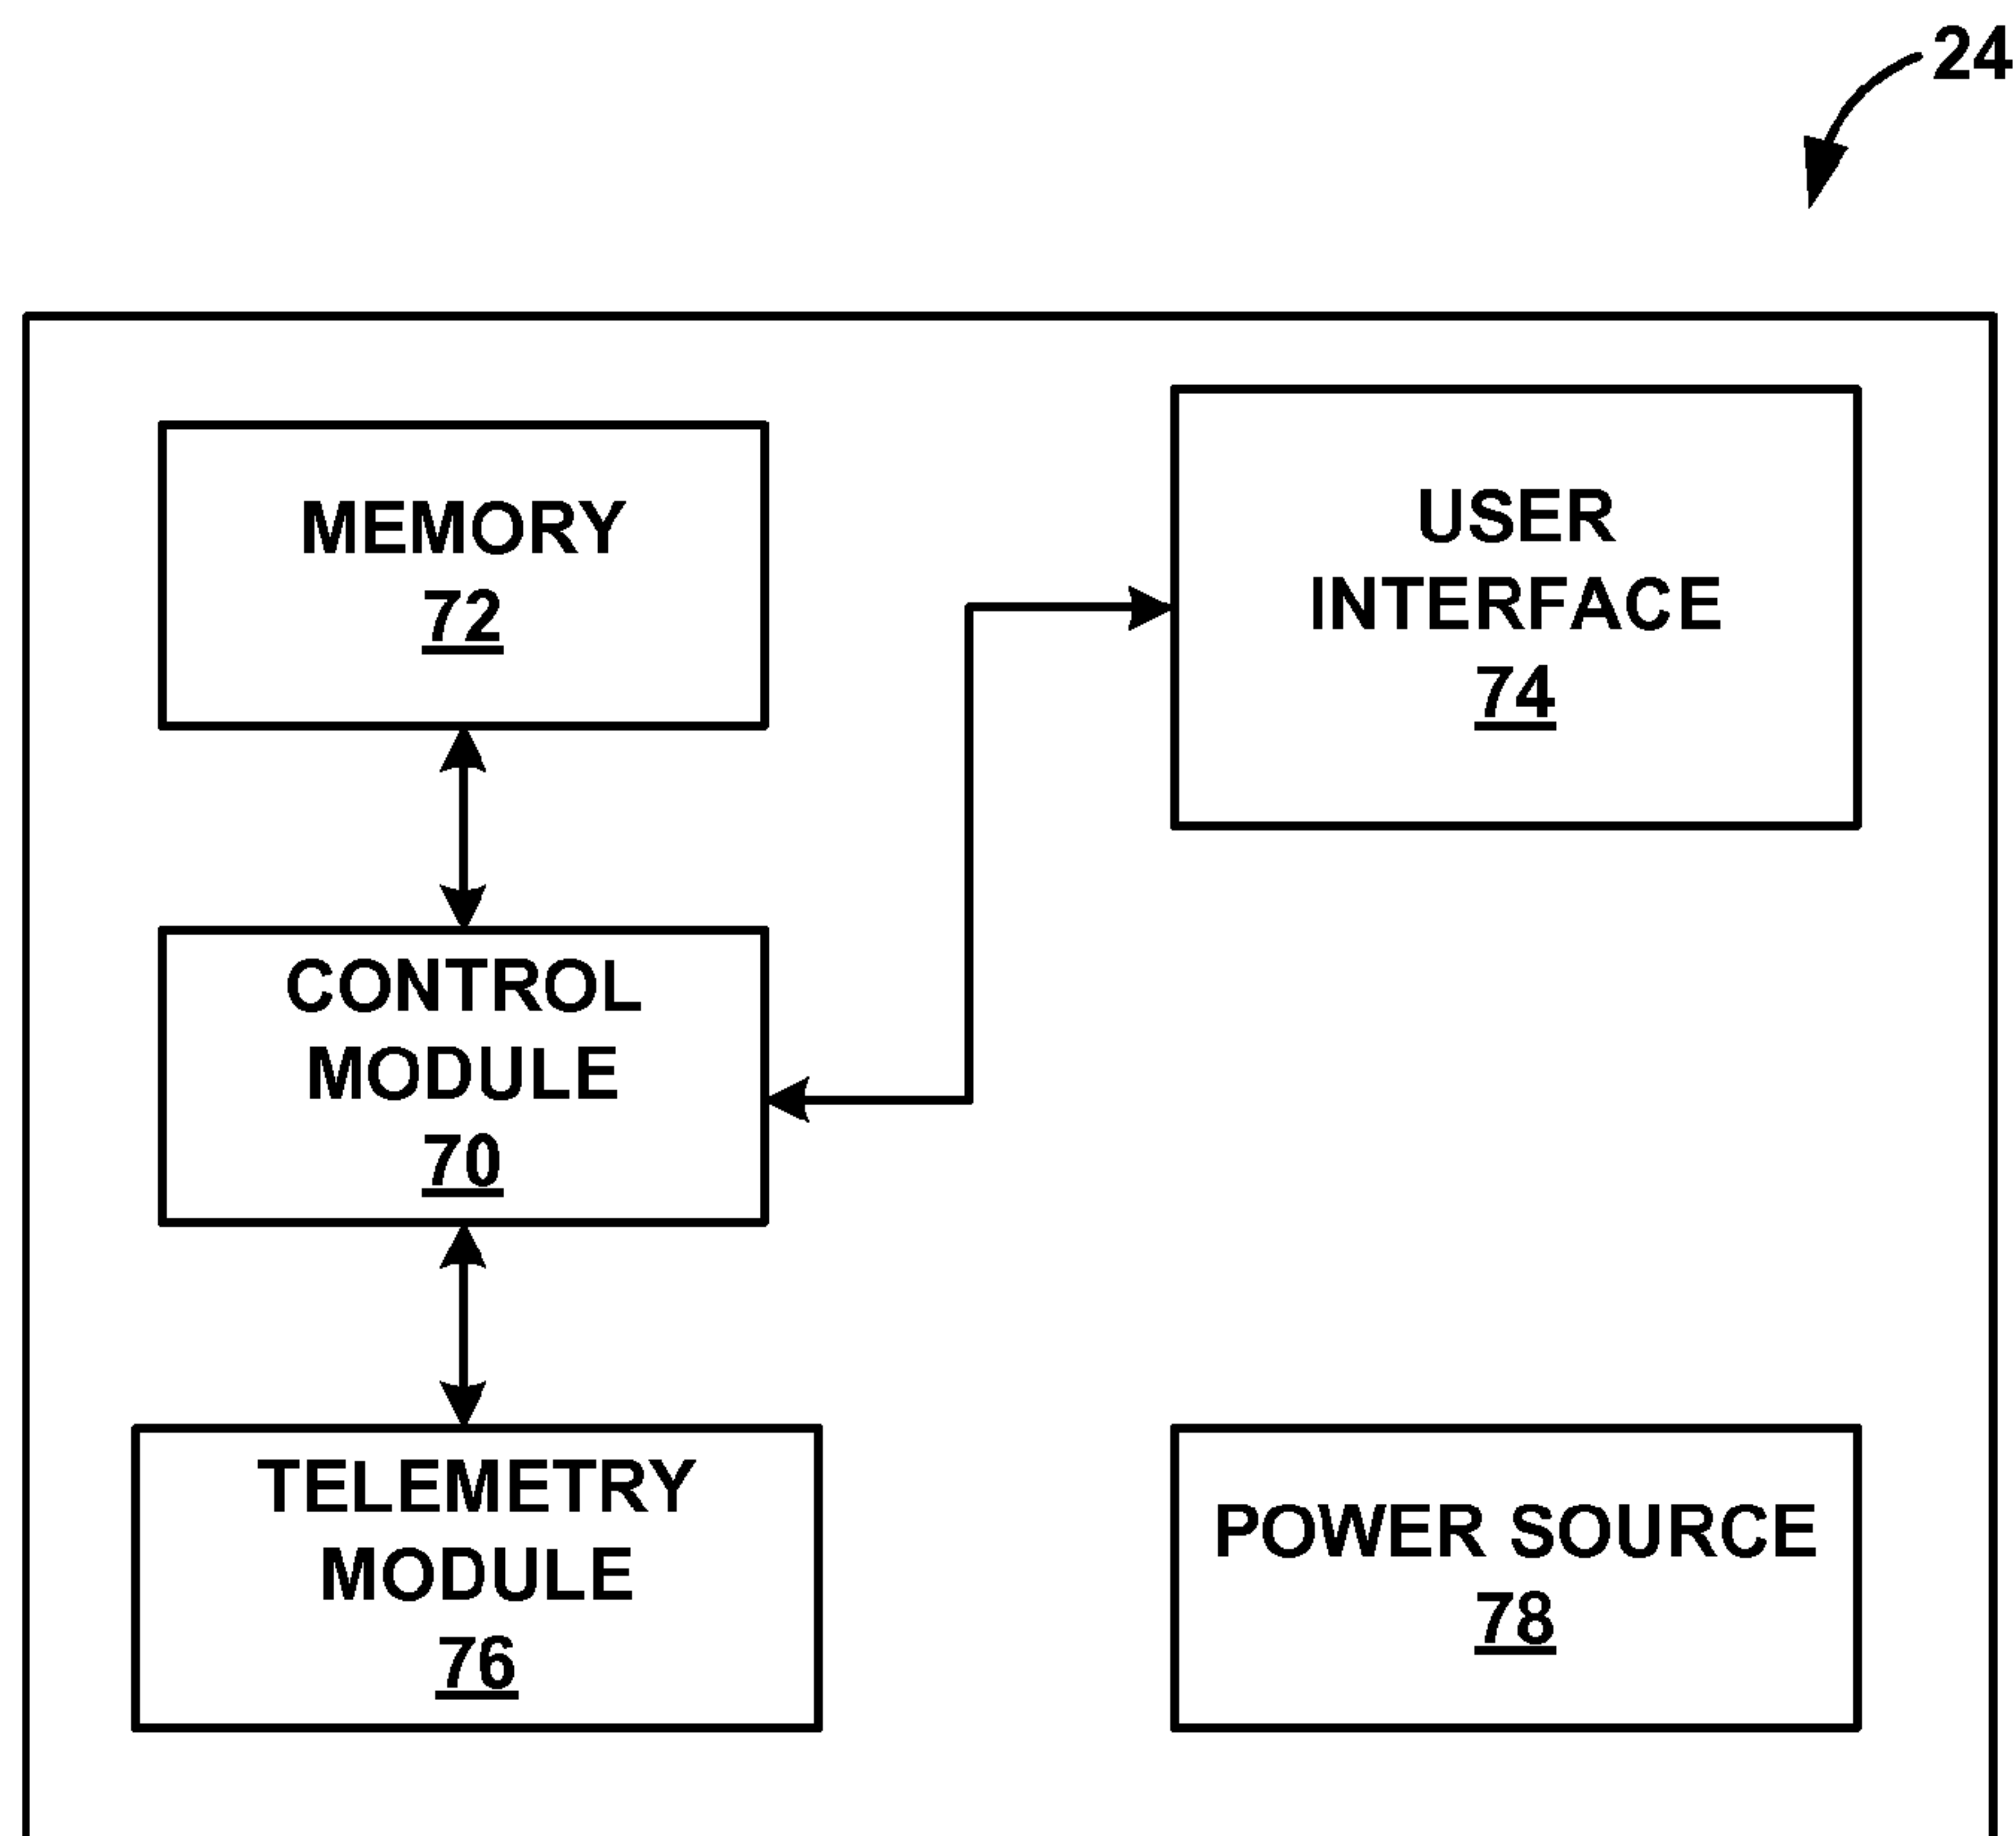 24
MEMORY
72
USER
INTERFACE
74
CONTROL
MODULE
70
TELEMETRY
MODULE
76
POWER SOURCE
78